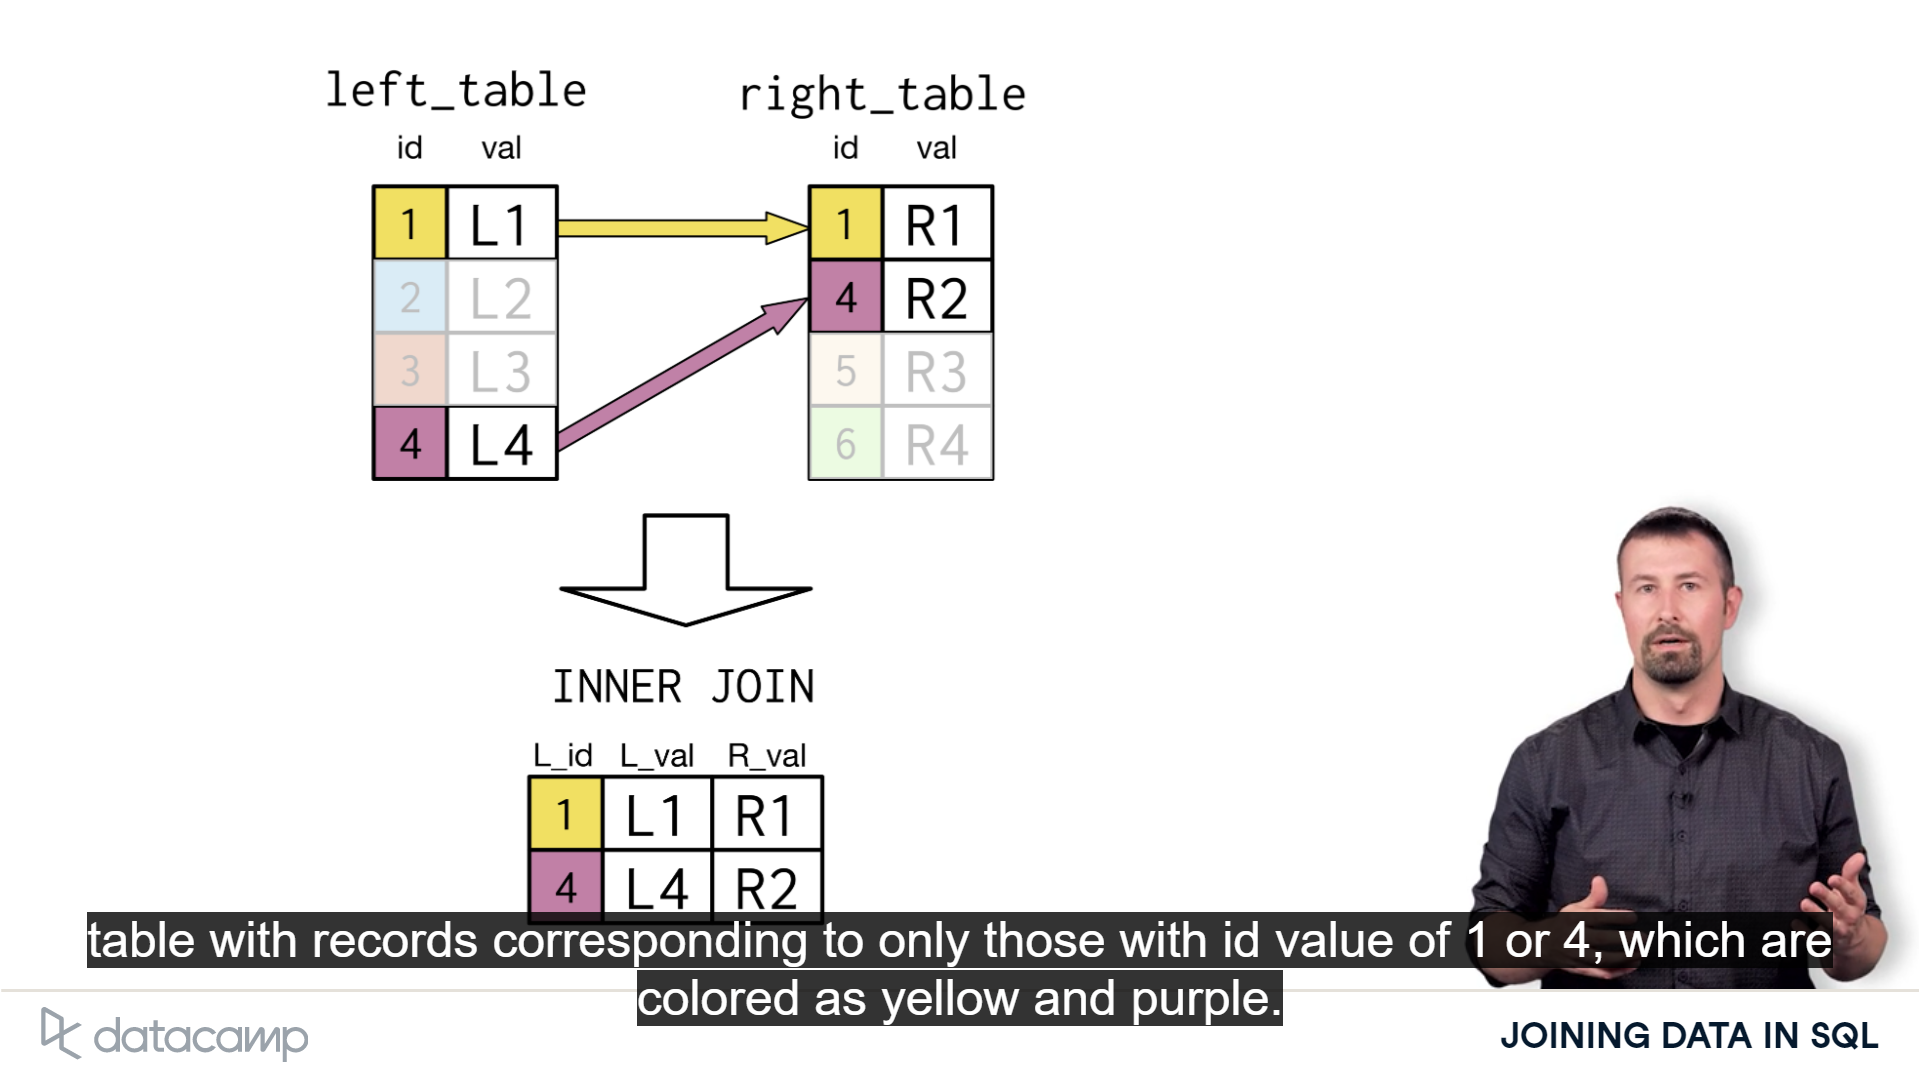 left_table right_table
id val id val
1 L1 1 R1
2 L2 4 R2
3 L3 5 R3
4 L4 6 R4
INNER JOIN
L_id L_val R_val
1 L1 R1
4 L4 R2
table with records corresponding to only those with id value of 1 or 4, which are
colored as yellow and purple.
datacamp JOINING DATA IN SQL